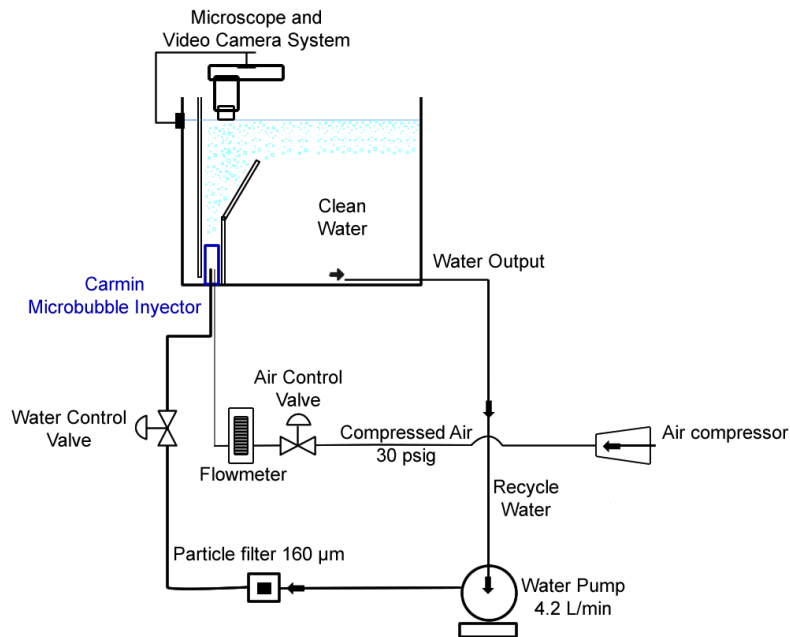 Microscope and
Video Camera System
Clean
Water
Water Output
Carmin
Microbubble Inyector
Air Control
Valve
Water Control
Valve
Compressed Air
30 psig
Air compressor
Flowmeter
Recycle
Water
Particle filter 160 µm
Water Pump
4.2 L/min